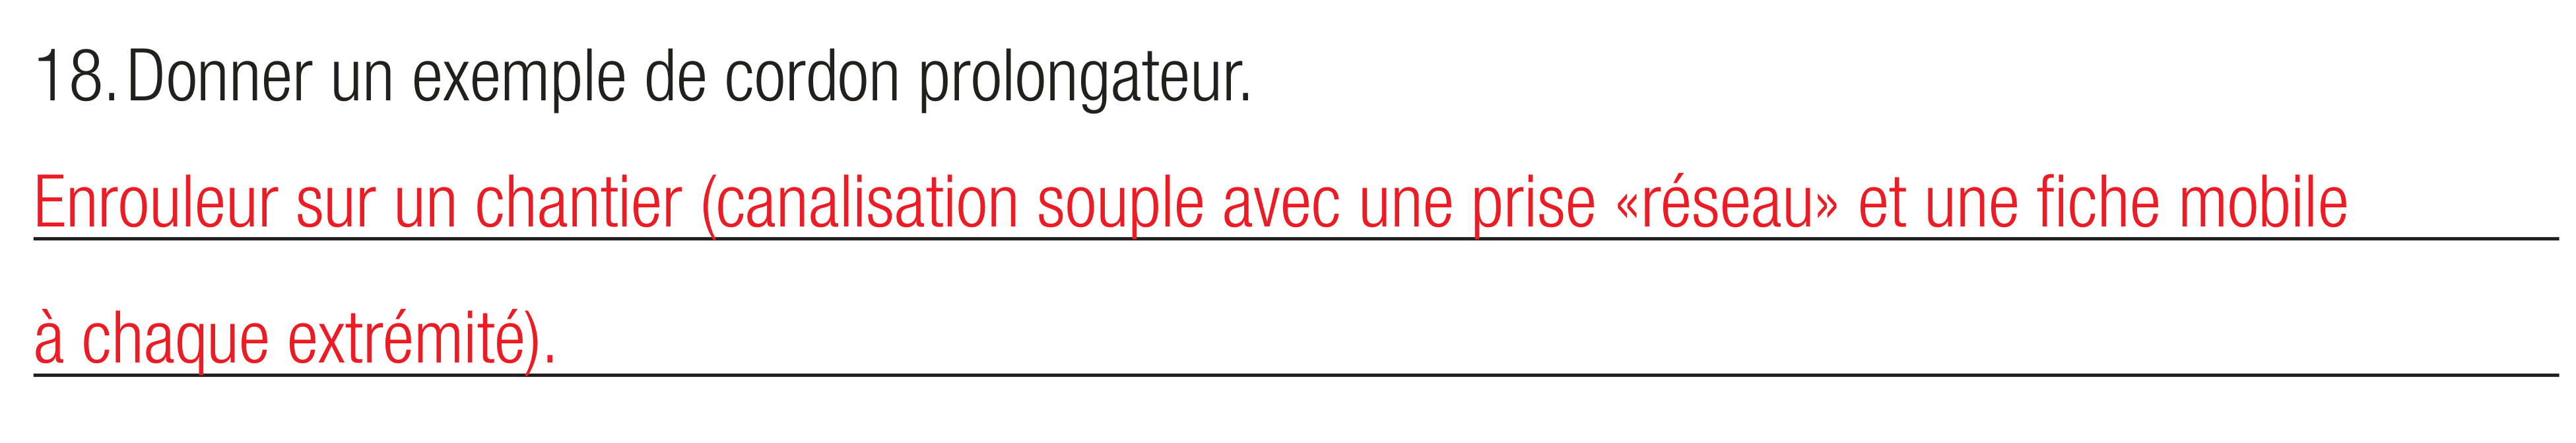 18. Donner un exemple de cordon prolongateur.
Enrouleur sur un chantier (canalisation souple avec une prise «réseau» et une fiche mobile
à chaque extrémité).